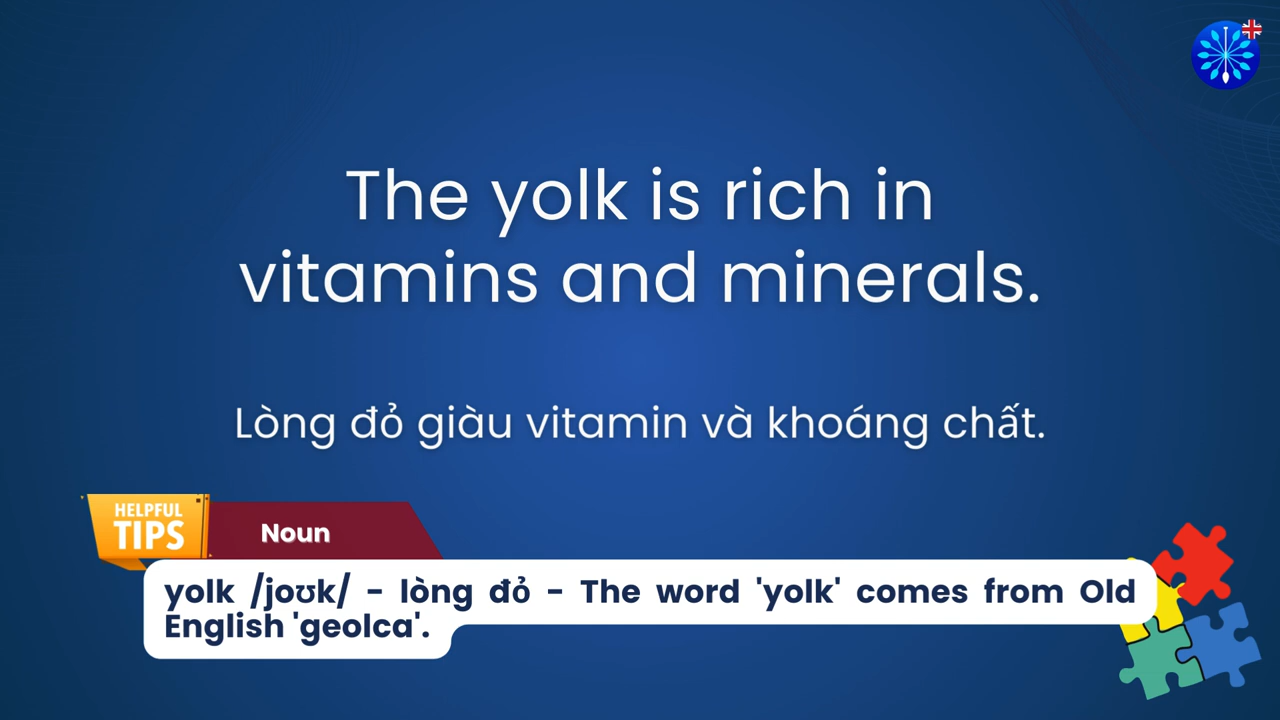 The yolk is rich in
vitamins and minerals.
Lòng đỏ giàu vitamin và khoáng chất.
HELPFUL
TIPS
Noun
yolk /joʊk/ - lòng đỏ - The word 'yolk' comes from Old
English 'geolca'.